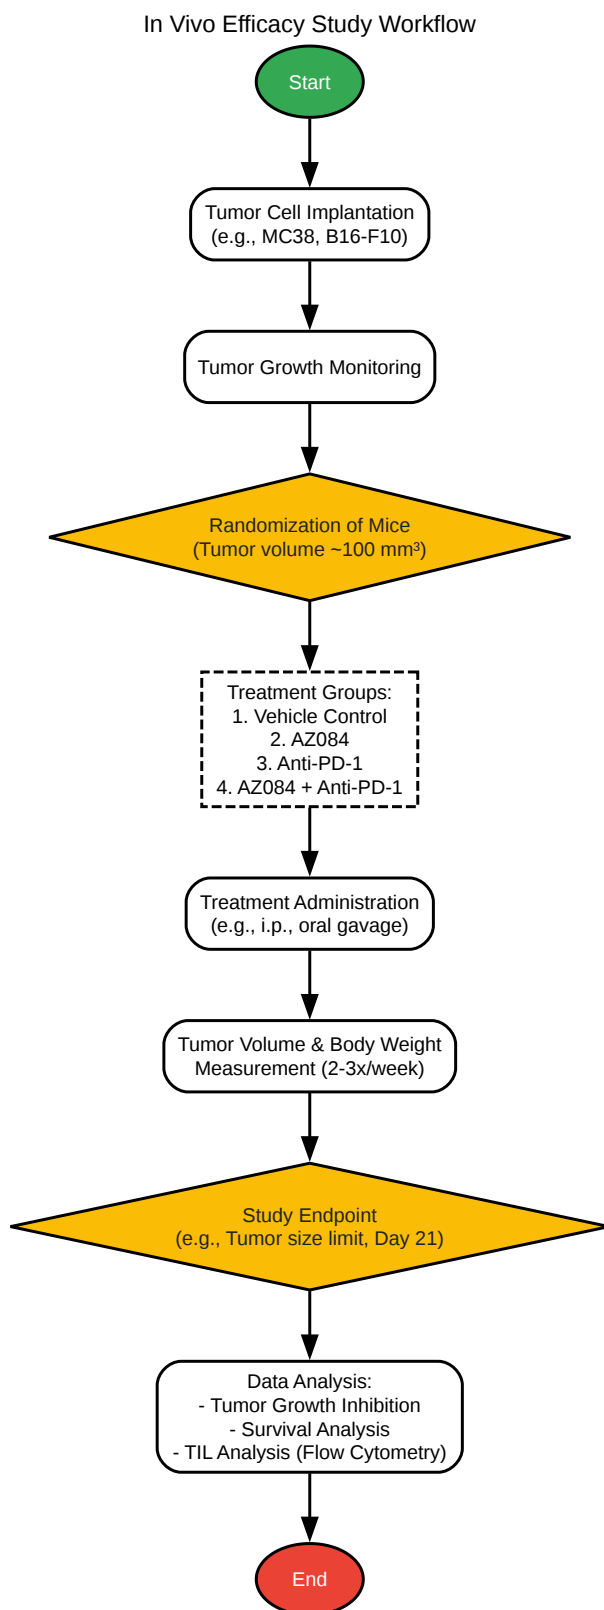 In Vivo Efficacy Study Workflow
Start
Tumor Cell Implantation
(e.g., MC38, B16-F10)
Tumor Growth Monitoring
Randomization of Mice
(Tumor volume ~100 mm³)
Treatment Groups:
1. Vehicle Control
2. AZ084
3. Anti-PD-1
4. AZ084 + Anti-PD-1
Treatment Administration
(e.g., i.p., oral gavage)
Tumor Volume & Body Weight
Measurement (2-3x/week)
Study Endpoint
(e.g., Tumor size limit, Day 21)
Data Analysis:
- Tumor Growth Inhibition
- Survival Analysis
- TIL Analysis (Flow Cytometry)
End